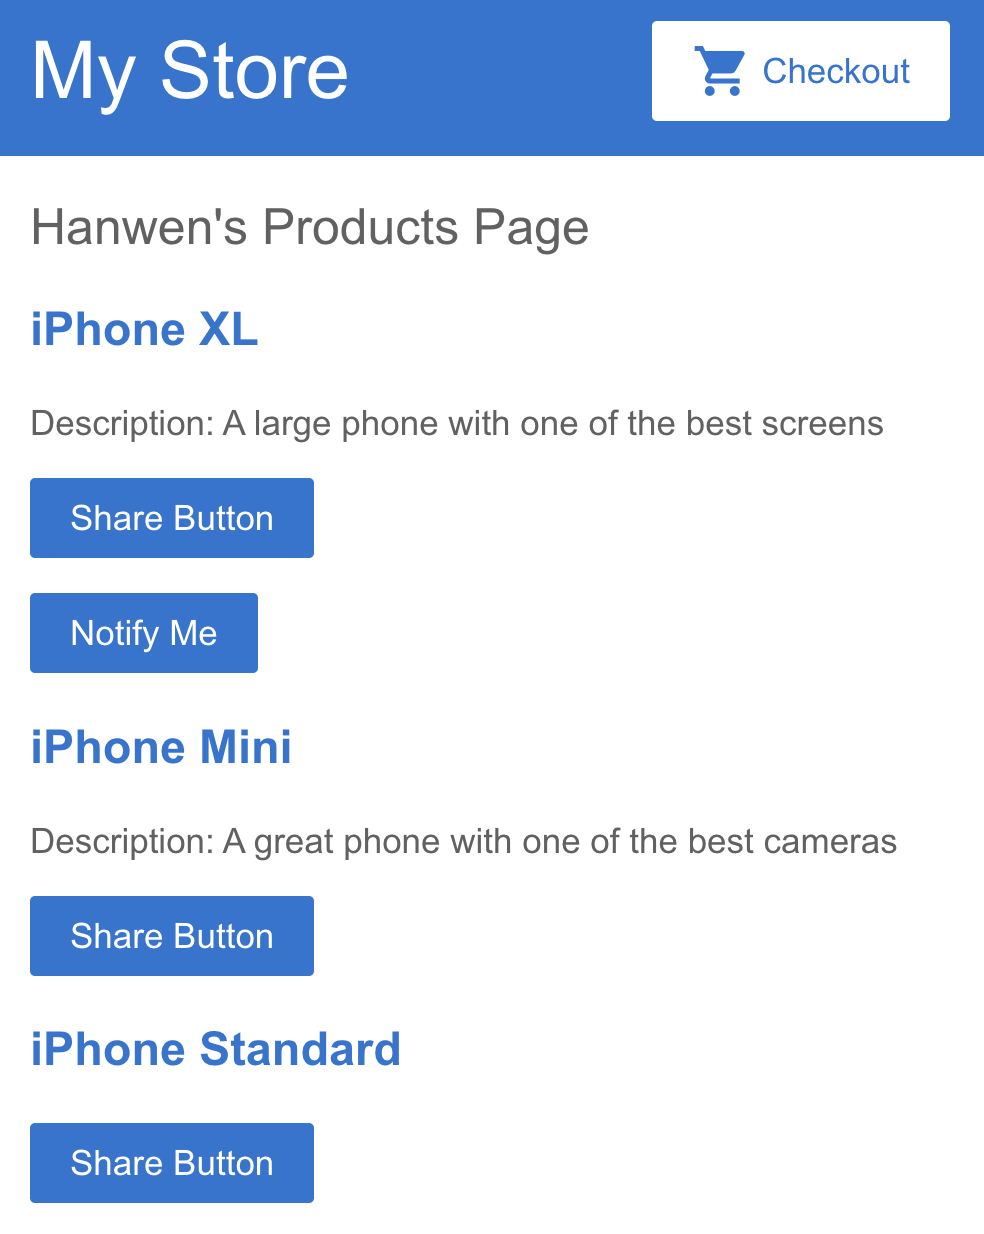 My Store
Checkout
Hanwen's Products Page
iPhone XL
Description: A large phone with one of the best screens
Share Button
Notify Me
iPhone Mini
Description: A great phone with one of the best cameras
Share Button
iPhone Standard
Share Button